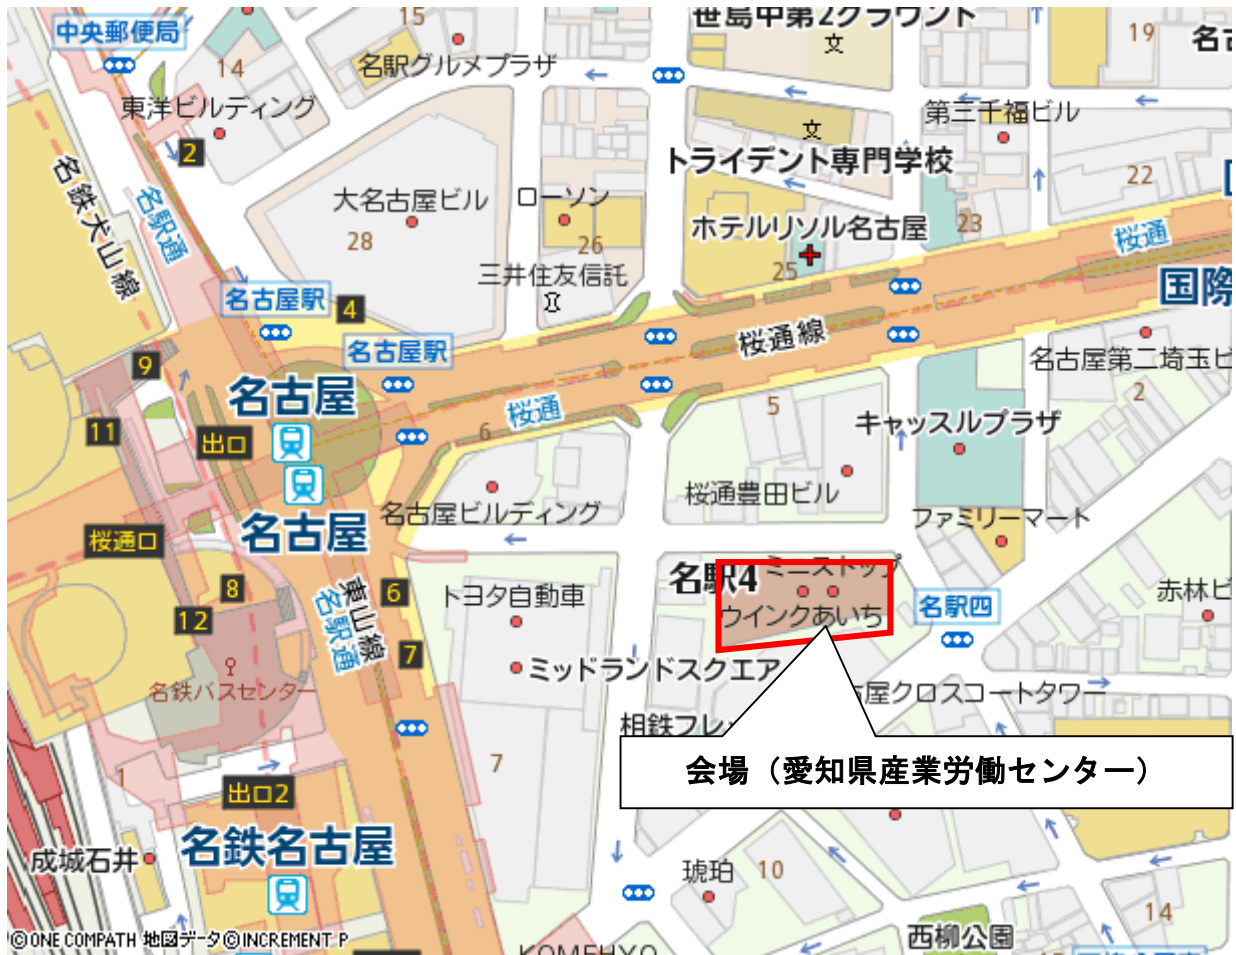 中央郵便局
15
笹島中第2グラウンド
文
19
14
名駅グルメプラザ
東洋ビルディング
第三千福ビル
2
文
トライデント専門学校
名鉄犬山線
名駅通
大名古屋ビル
ローソン
22
28
26
ホテルリソル名古屋
23
25
桜通
三井住友信託
名古屋駅
4
国際
名古屋駅
桜通線
9
名古屋第二埼玉ビ
名古屋
桜通
5
2
6
11
出口
キャッスルプラザ
桜通豊田ビル
名古屋ビルディング
名古屋
ファミリーマート
桜通口
名駅4
ミニストップ
8
6
東山線
名駅通
トヨタ自動車
ウインクあいち
名駅四
赤林ビ
12
7
ミッドランドスクエア
名鉄バスセンター
古屋クロスコートタワー
相鉄フレ
会場（愛知県産業労働センター）
7
1
出口2
名鉄名古屋
成城石井
琥珀
10
14
西柳公園
KOMEHYO
©ONE COMPATH 地図データ©INCREMENT P